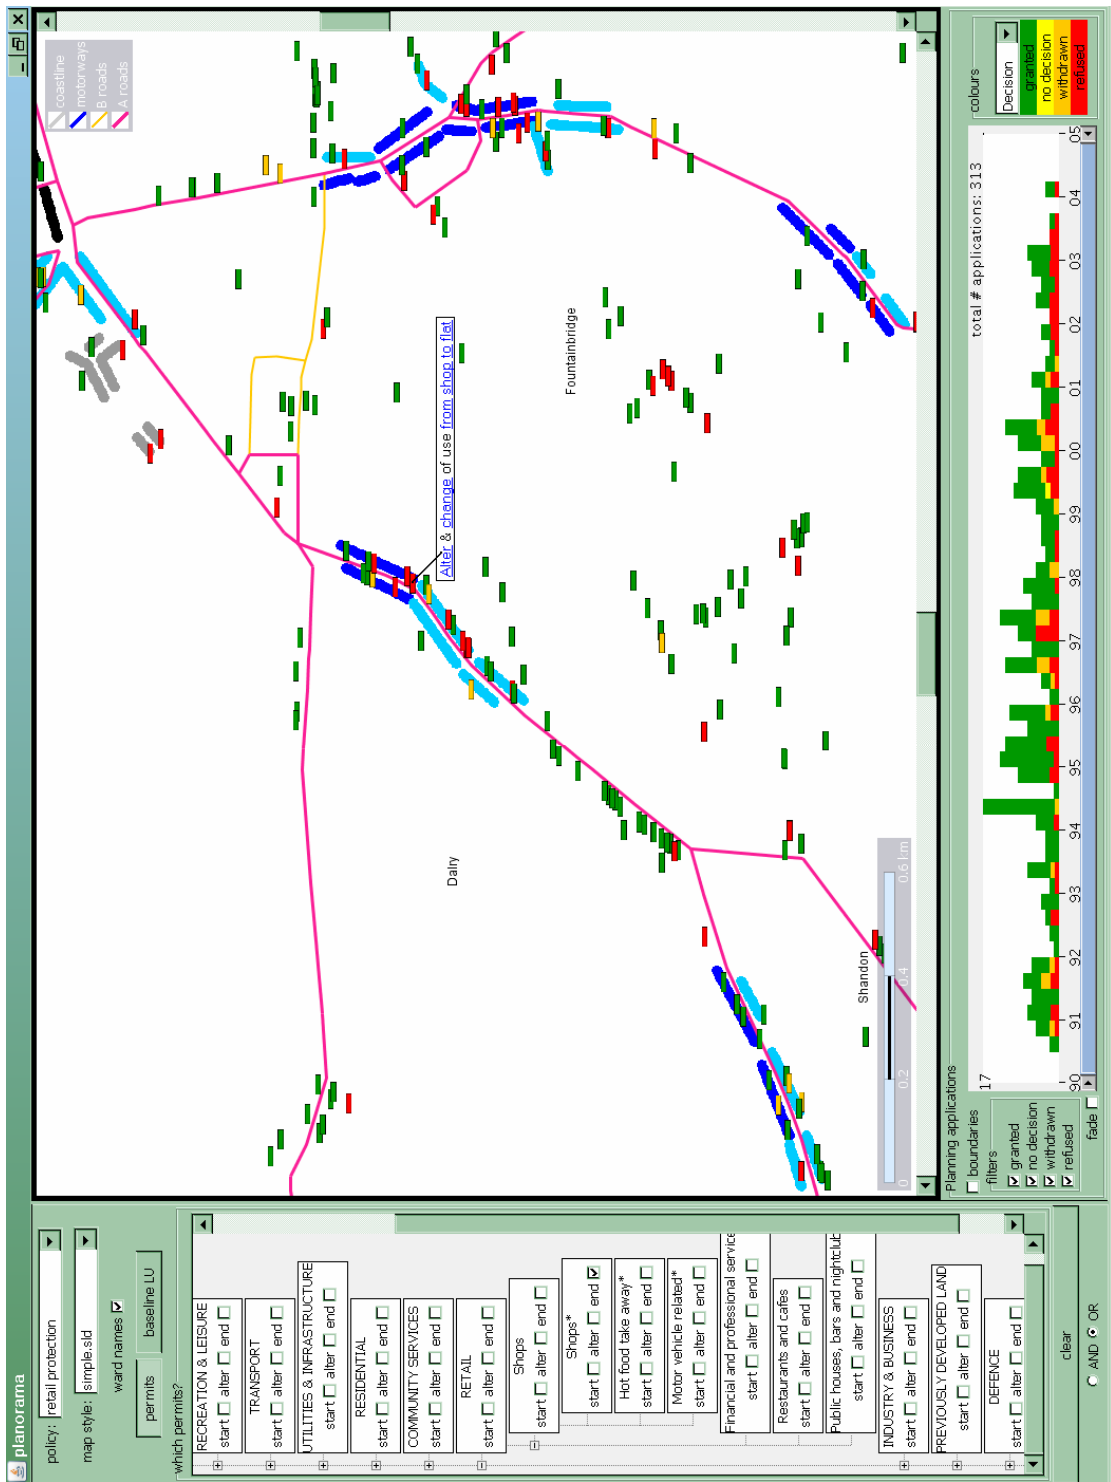 planorama
policy: retail protection
map style: simple.sld
ward names
permits
baseline LU
which permits?
RECREATION & LEISURE
start alter end
TRANSPORT
start alter end
UTILITIES & INFRASTRUCTURE
start alter end
RESIDENTIAL
start alter end
COMMUNITY SERVICES
start alter end
RETAIL
start alter end
Shops
start alter end
Shops*
start alter end
Hot food take away*
start alter end
Motor vehicle related*
start alter end
Financial and professional service
start alter end
Restaurants and cafes
start alter end
Public houses, bars and nightclub
start alter end
INDUSTRY & BUSINESS
start alter end
PREVIOUSLY DEVELOPED LAND
start alter end
DEFENCE
start alter end
clear
AND OR
coastline
motorways
B roads
A roads
Alter & change of use from shop to flat
Fountainbridge
Dalry
Shandon
0 0.2 0.4 0.6 km
Planning applications
boundaries
filters
granted
no decision
withdrawn
refused
fade
17
total # applications: 313
90 91 92 93 94 95 96 97 98 99 00 01 02 03 04 05
colours
Decision
granted
no decision
withdrawn
refused